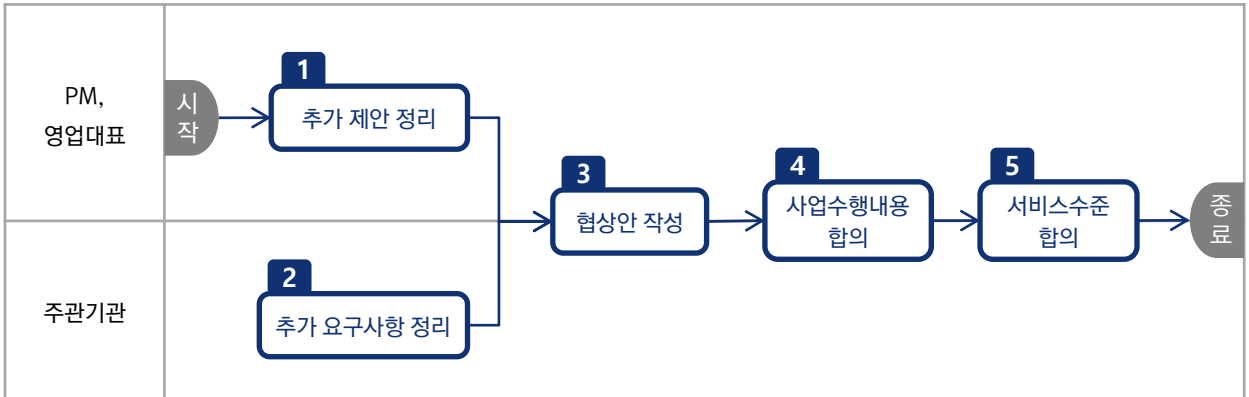 PM,
영업대표
시
작
1
추가 제안 정리
3
협상안 작성
4
사업수행내용
합의
5
서비스수준
합의
종
료
주관기관
2
추가 요구사항 정리